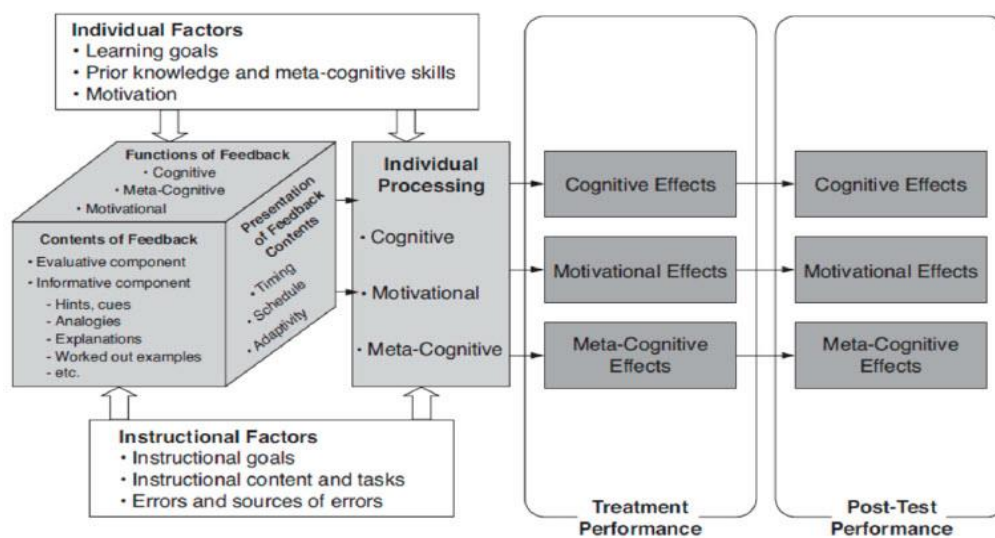 Individual Factors
• Learning goals
• Prior knowledge and meta-cognitive skills
• Motivation
Functions of Feedback
• Cognitive
• Meta-Cognitive
• Motivational
Contents of Feedback
• Evaluative component
• Informative component
- Hints, cues
- Analogies
- Explanations
- Worked out examples
- etc.
Presentation
of Feedback
Contents
• Timing
• Schedule
• Adaptivity
Individual
Processing
• Cognitive
• Motivational
• Meta-Cognitive
Instructional Factors
• Instructional goals
• Instructional content and tasks
• Errors and sources of errors
Cognitive Effects
Motivational Effects
Meta-Cognitive
Effects
Treatment
Performance
Cognitive Effects
Motivational Effects
Meta-Cognitive
Effects
Post-Test
Performance